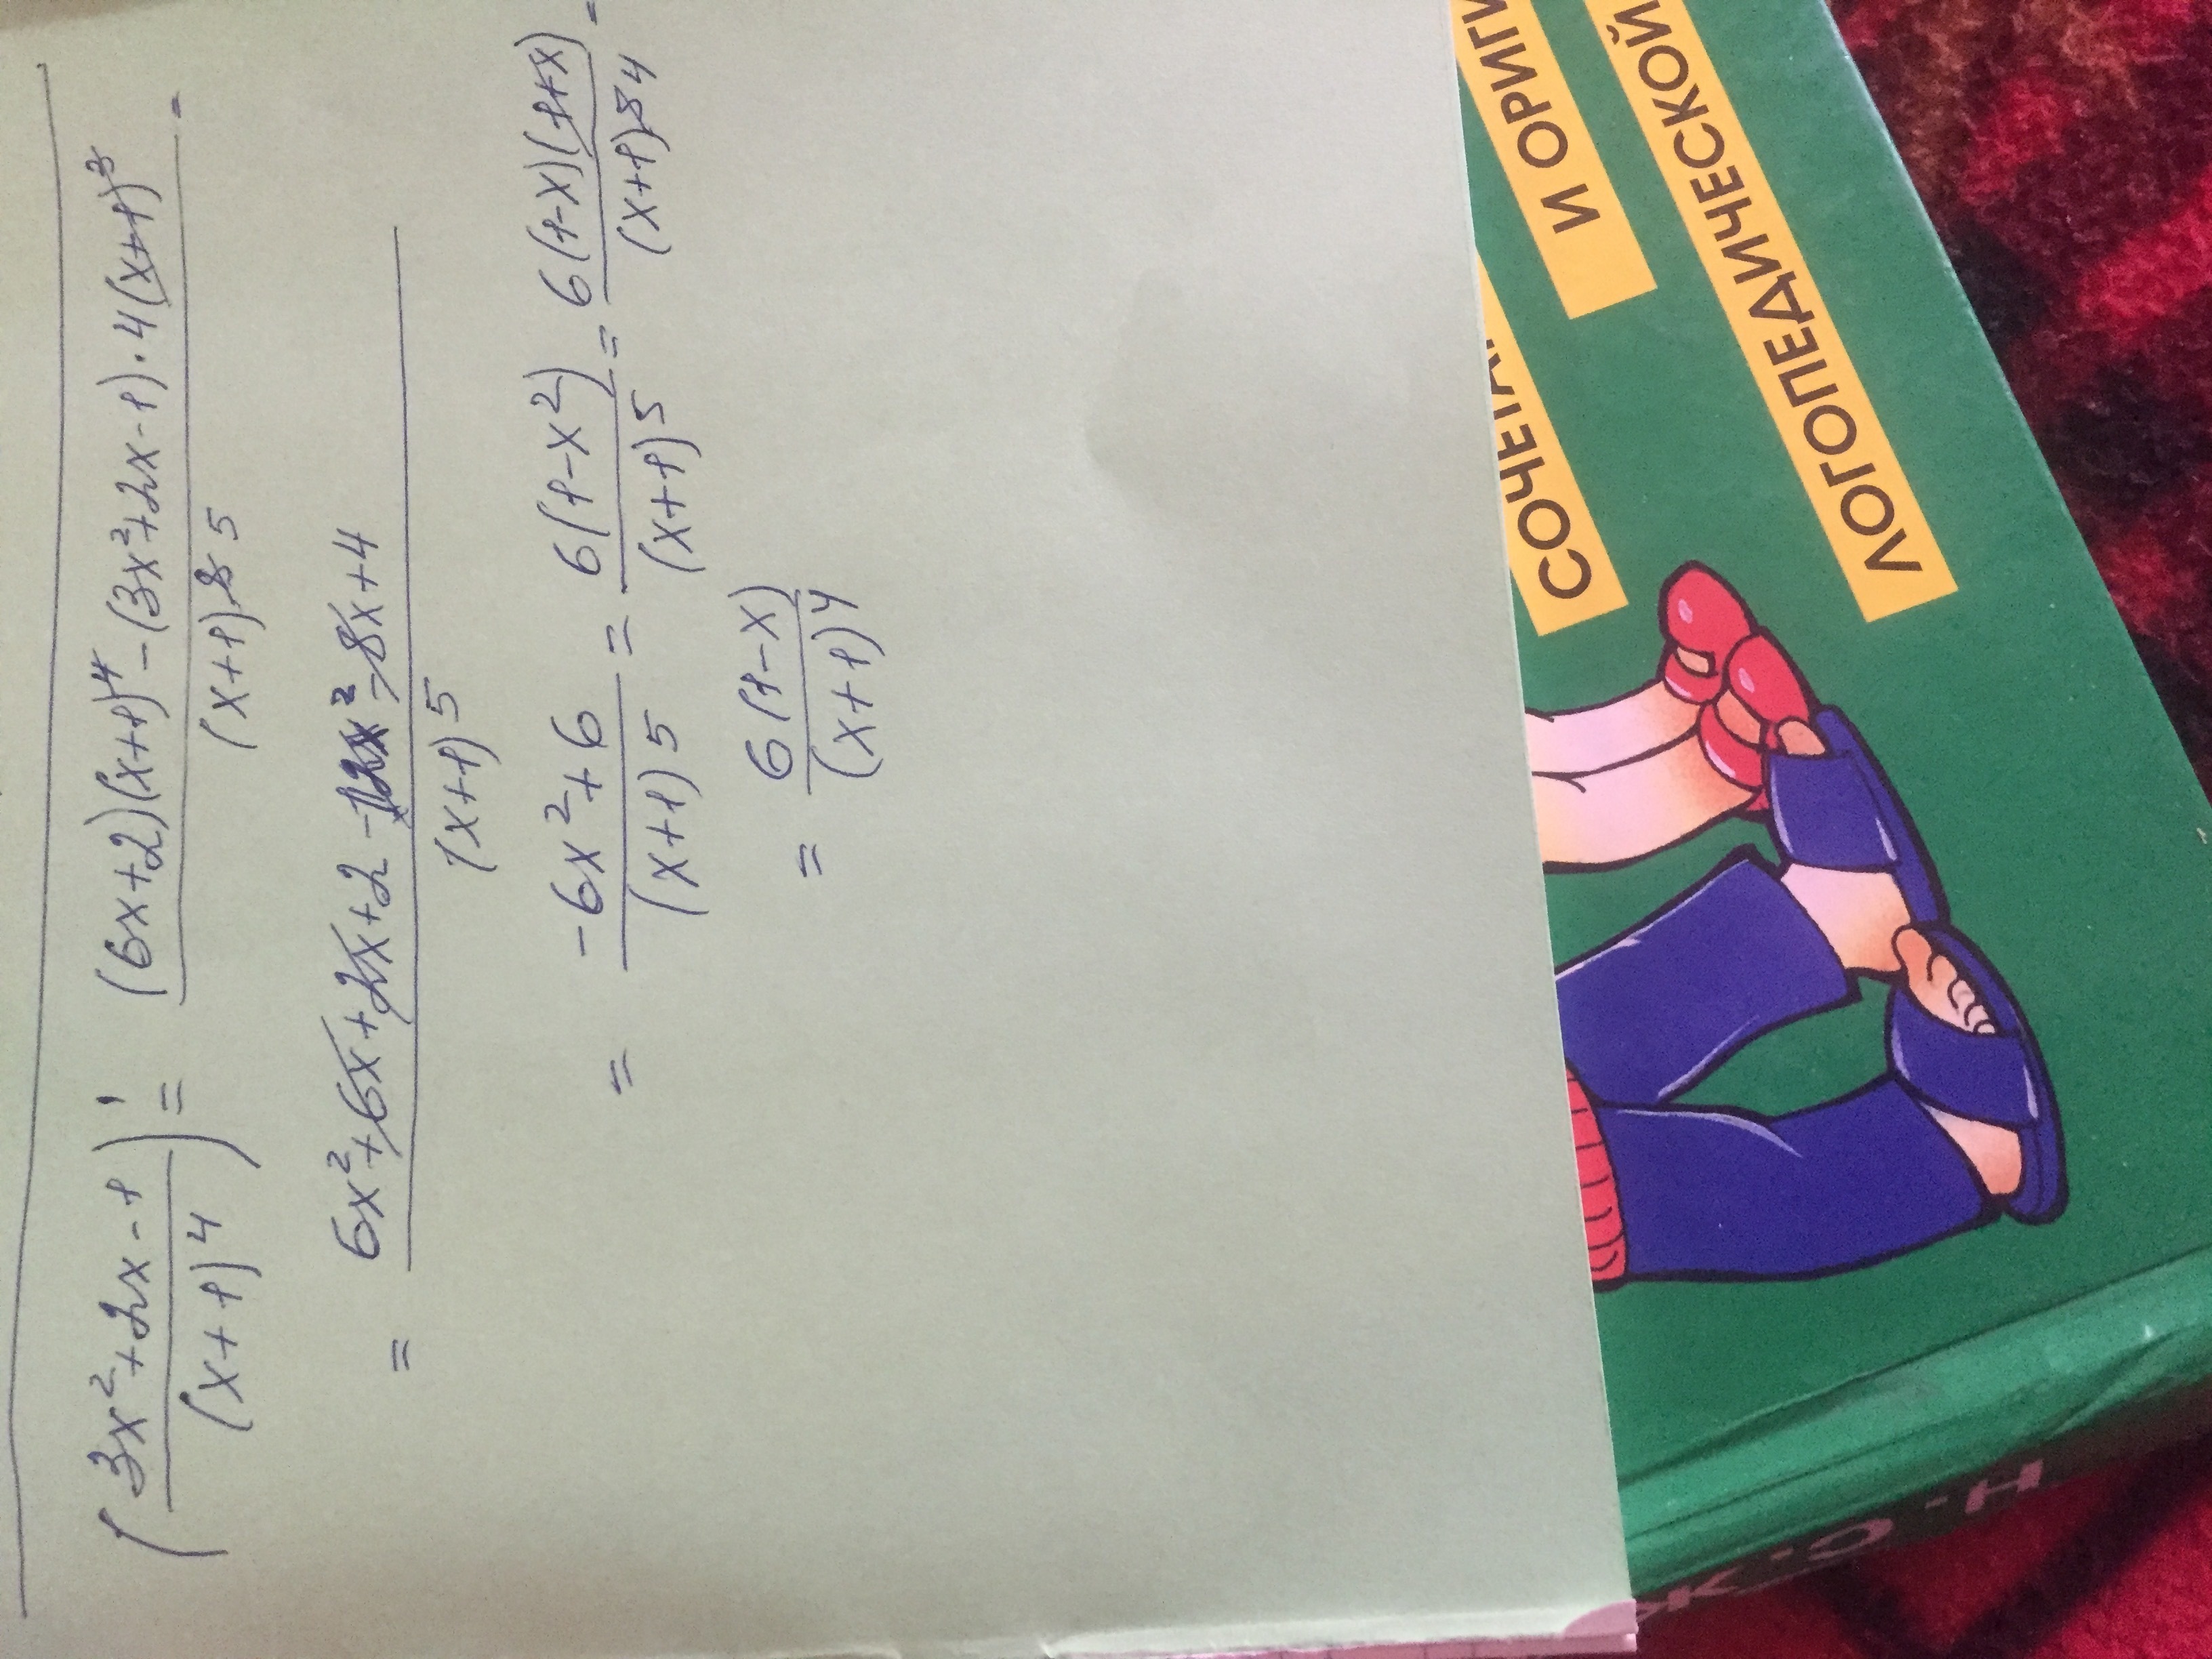 (3x²+2x-1 / (x+1)⁴)' = (6x+2)(x+1)⁴ - (3x²+2x-1)·4(x+1)³ / (x+1)⁸ ⁵ =
= 6x²+6x+2x+2-12x²-8x+4 / (x+1)⁵
= -6x²+6 / (x+1)⁵ = 6(1-x²) / (x+1)⁵ = 6(1-x)(1+x) / (x+1)⁵ ⁴ =
= 6(1-x) / (x+1)⁴
И ОРИГИ
ЛОГОПЕДИЧЕСКОЙ